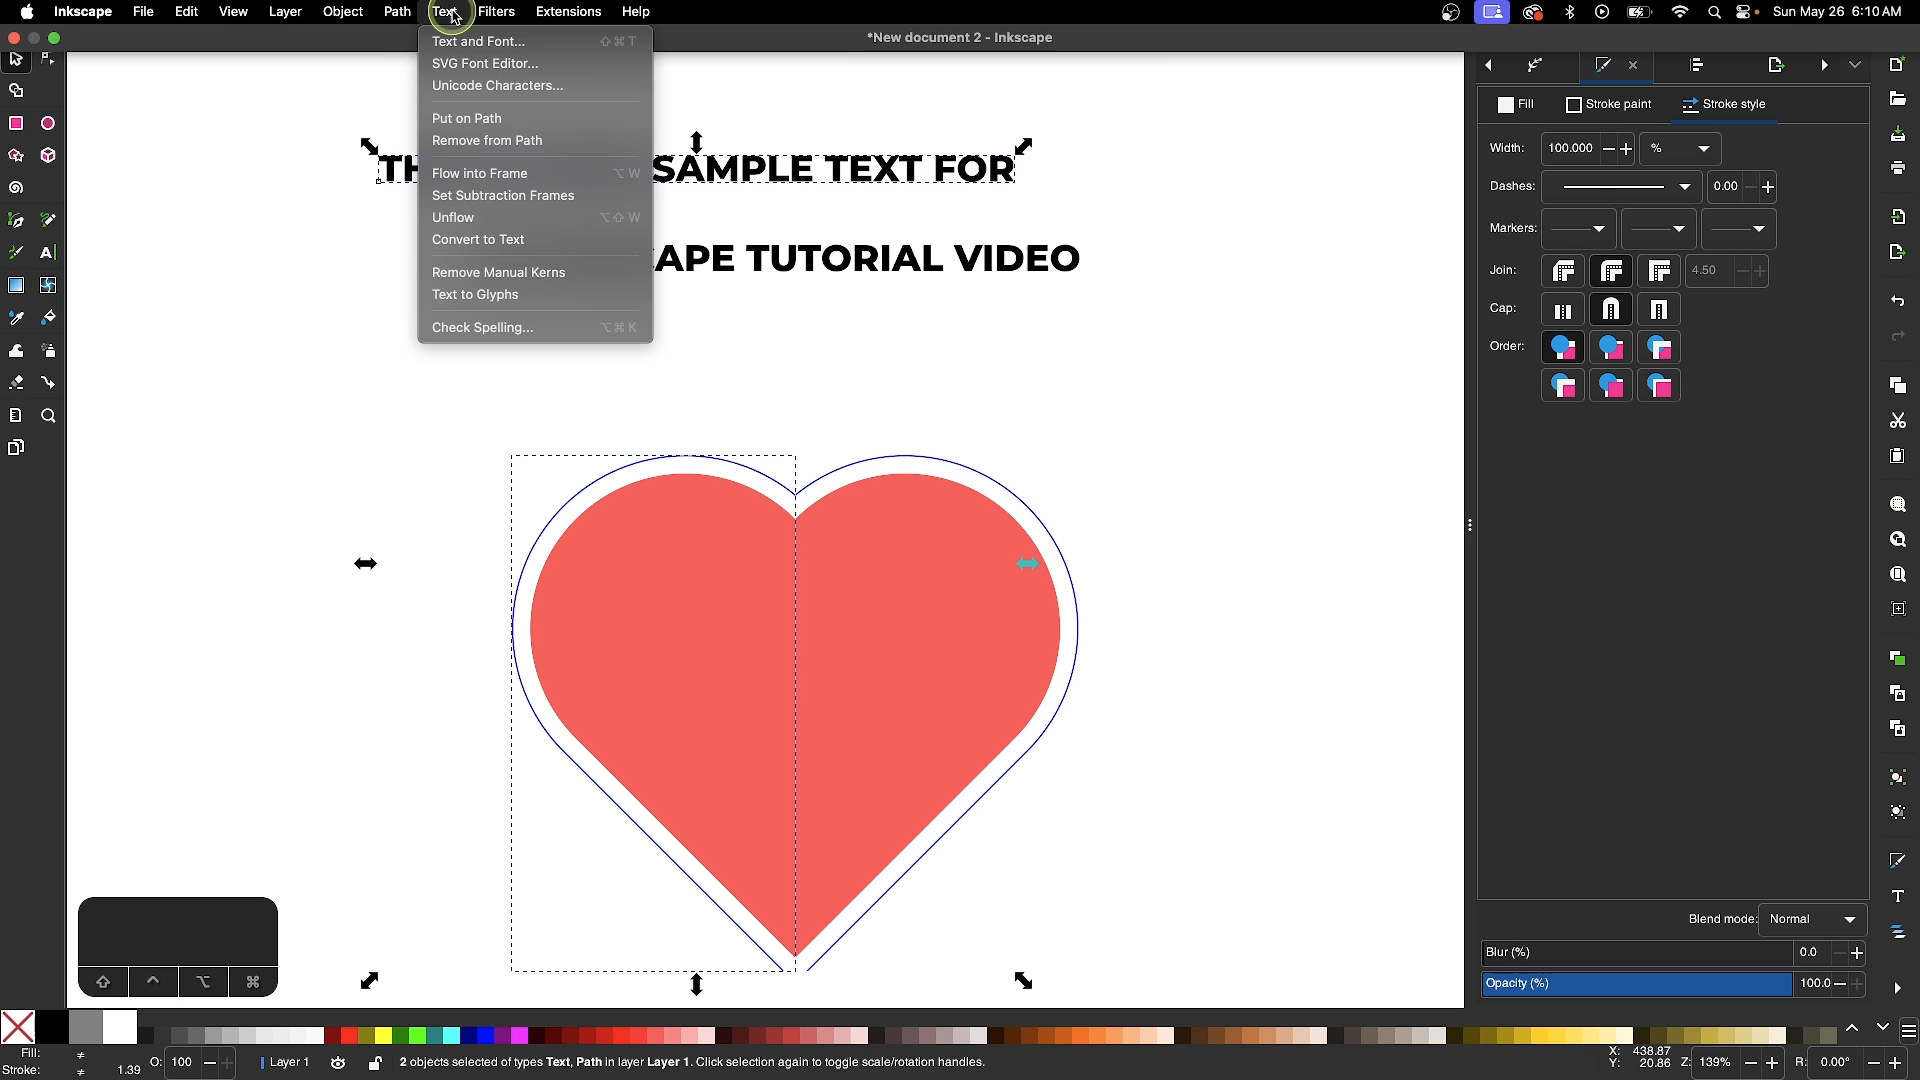 Inkscape File Edit View Layer Object Path Text Filters Extensions Help
Sun May 26 6:10 AM
*New document 2 - Inkscape
Text and Font... ⇧⌘T
SVG Font Editor...
Unicode Characters...
Put on Path
Remove from Path
Flow into Frame ⌥W
Set Subtraction Frames
Unflow ⌥⇧W
Convert to Text
Remove Manual Kerns
Text to Glyphs
Check Spelling... ⌥⌘K
SAMPLE TEXT FOR
APE TUTORIAL VIDEO
Fill Stroke paint Stroke style
Width: 100.000 %
Dashes: 0.00
Markers:
Join: 4.50
Cap:
Order:
Blend mode: Normal
Blur (%) 0.0
Opacity (%) 100.0
⇧ ^ ⌥ ⌘
Fill: ≠
Stroke: ≠ 1.39
O: 100
Layer 1
2 objects selected of types Text, Path in layer Layer 1. Click selection again to toggle scale/rotation handles.
X: 438.87
Y: 20.86
Z: 139%
R: 0.00°